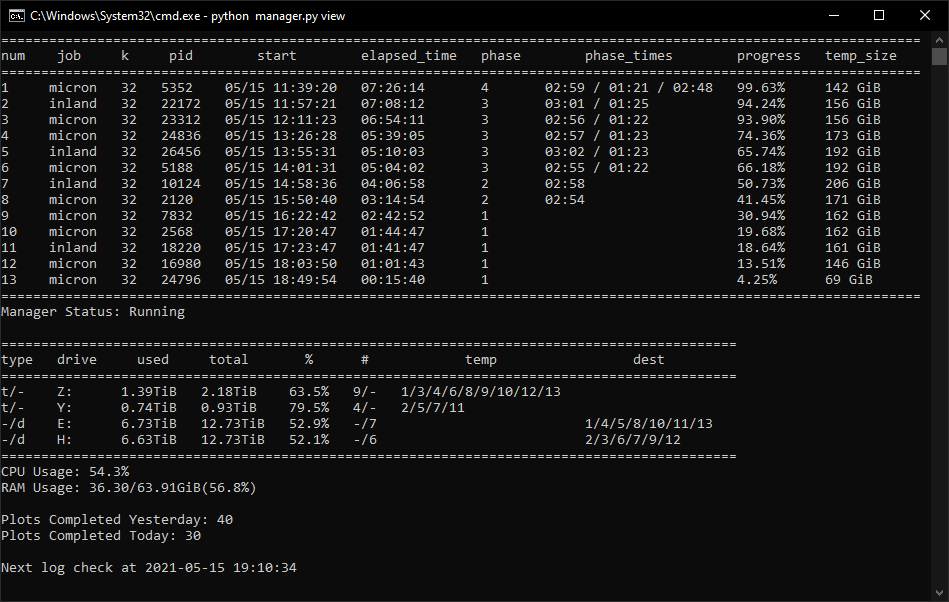 C:\Windows\System32\cmd.exe - python  manager.py view
===================================================================================================================
num   job     k     pid        start        elapsed_time   phase        phase_times        progress   temp_size
===================================================================================================================
1     micron   32   5352    05/15 11:39:20   07:26:14       4       02:59 / 01:21 / 02:48   99.63%     142 GiB
2     inland   32   22172   05/15 11:57:21   07:08:12       3       03:01 / 01:25           94.24%     156 GiB
3     micron   32   23312   05/15 12:11:23   06:54:11       3       02:56 / 01:22           93.90%     156 GiB
4     micron   32   24836   05/15 13:26:28   05:39:05       3       02:57 / 01:23           74.36%     173 GiB
5     inland   32   26456   05/15 13:55:31   05:10:03       3       03:02 / 01:23           65.74%     192 GiB
6     micron   32   5188    05/15 14:01:31   05:04:02       3       02:55 / 01:22           66.18%     192 GiB
7     inland   32   10124   05/15 14:58:36   04:06:58       2       02:58                   50.73%     206 GiB
8     micron   32   2120    05/15 15:50:40   03:14:54       2       02:54                   41.45%     171 GiB
9     micron   32   7832    05/15 16:22:42   02:42:52       1                               30.94%     162 GiB
10    micron   32   2568    05/15 17:20:47   01:44:47       1                               19.68%     162 GiB
11    inland   32   18220   05/15 17:23:47   01:41:47       1                               18.64%     161 GiB
12    micron   32   16980   05/15 18:03:50   01:01:43       1                               13.51%     146 GiB
13    micron   32   24796   05/15 18:49:54   00:15:40       1                               4.25%      69 GiB
===================================================================================================================
Manager Status: Running
============================================================================================
type   drive     used     total       %      #            temp                 dest
============================================================================================
t/-    Z:      1.39TiB   2.18TiB    63.5%   9/-   1/3/4/6/8/9/10/12/13
t/-    Y:      0.74TiB   0.93TiB    79.5%   4/-   2/5/7/11
-/d    E:      6.73TiB   12.73TiB   52.9%   -/7                          1/4/5/8/10/11/13
-/d    H:      6.63TiB   12.73TiB   52.1%   -/6                          2/3/6/7/9/12
============================================================================================
CPU Usage: 54.3%
RAM Usage: 36.30/63.91GiB(56.8%)
Plots Completed Yesterday: 40
Plots Completed Today: 30
Next log check at 2021-05-15 19:10:34